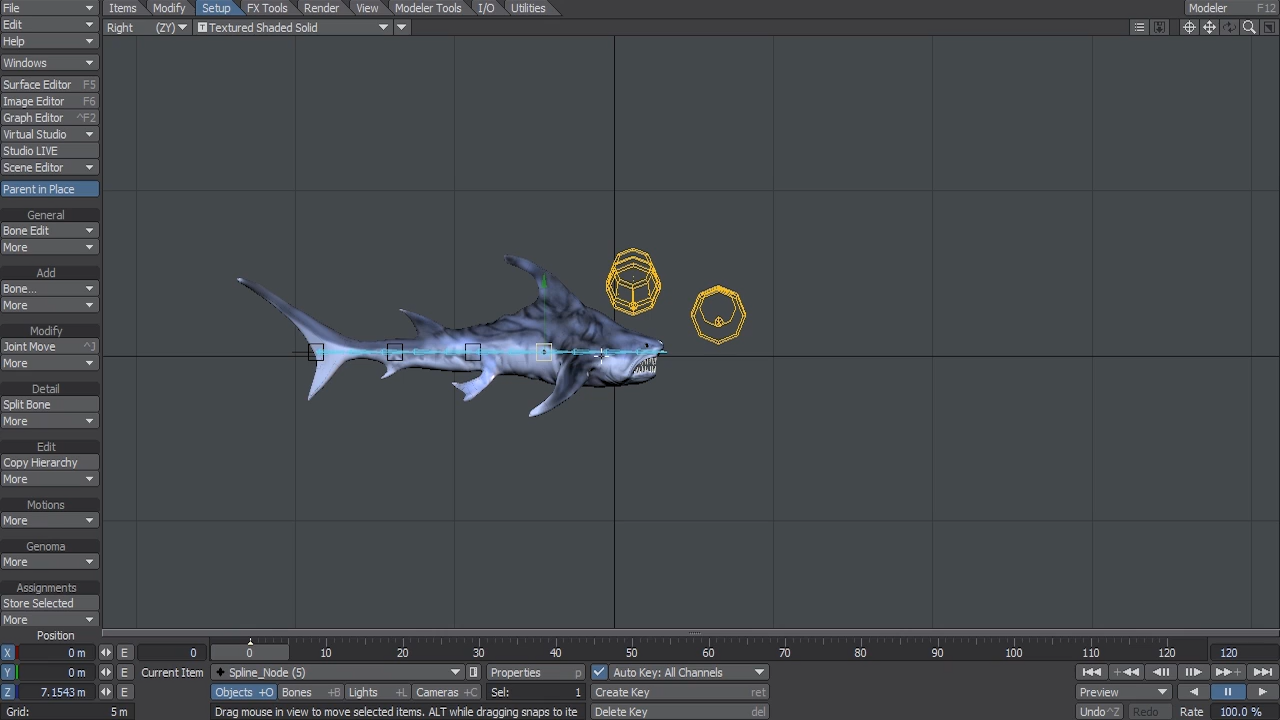 File Items Modify Setup FX Tools Render View Modeler Tools I/O Utilities Modeler F12
Edit Right (ZY) T Textured Shaded Solid
Help
Windows
Surface Editor F5
Image Editor F6
Graph Editor ^F2
Virtual Studio
Studio LIVE
Scene Editor
Parent in Place
General
Bone Edit
More
Add
Bone...
More
Modify
Joint Move ^J
More
Detail
Split Bone
More
Edit
Copy Hierarchy
More
Motions
More
Genoma
More
Assignments
Store Selected
More
Position
X 0 m E 0 0 10 20 30 40 50 60 70 80 90 100 110 120 120
Y 0 m E Current Item Spline_Node (5) Properties p Auto Key: All Channels
Z 7.1543 m E Objects +O Bones +B Lights +L Cameras +C Sel: 1 Create Key ret Preview
Grid: 5 m Drag mouse in view to move selected items. ALT while dragging snaps to ite Delete Key del Undo ^Z Redo Rate 100.0 %